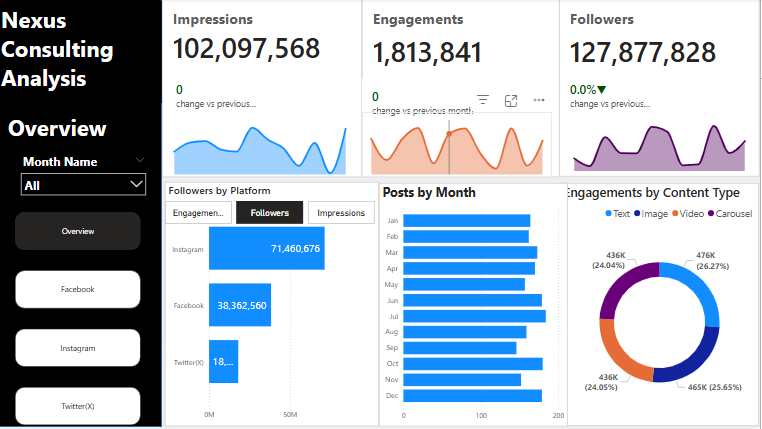 Nexus
Consulting
Analysis
Overview
Month Name
All
Overview
Facebook
Instagram
Twitter(X)
Impressions
102,097,568
0
change vs previous...
Engagements
1,813,841
0
change vs previous month
Followers
127,877,828
0.0%▼
change vs previous...
Followers by Platform
Engagemen...
Followers
Impressions
Instagram
71,460,676
Facebook
38,362,560
Twitter(X)
18,...
0M
50M
Posts by Month
Jan
Feb
Mar
Apr
May
Jun
Jul
Aug
Sep
Oct
Nov
Dec
0
100
200
Engagements by Content Type
Text
Image
Video
Carousel
436K
(24.04%)
476K
(26.27%)
436K
(24.05%)
465K (25.65%)